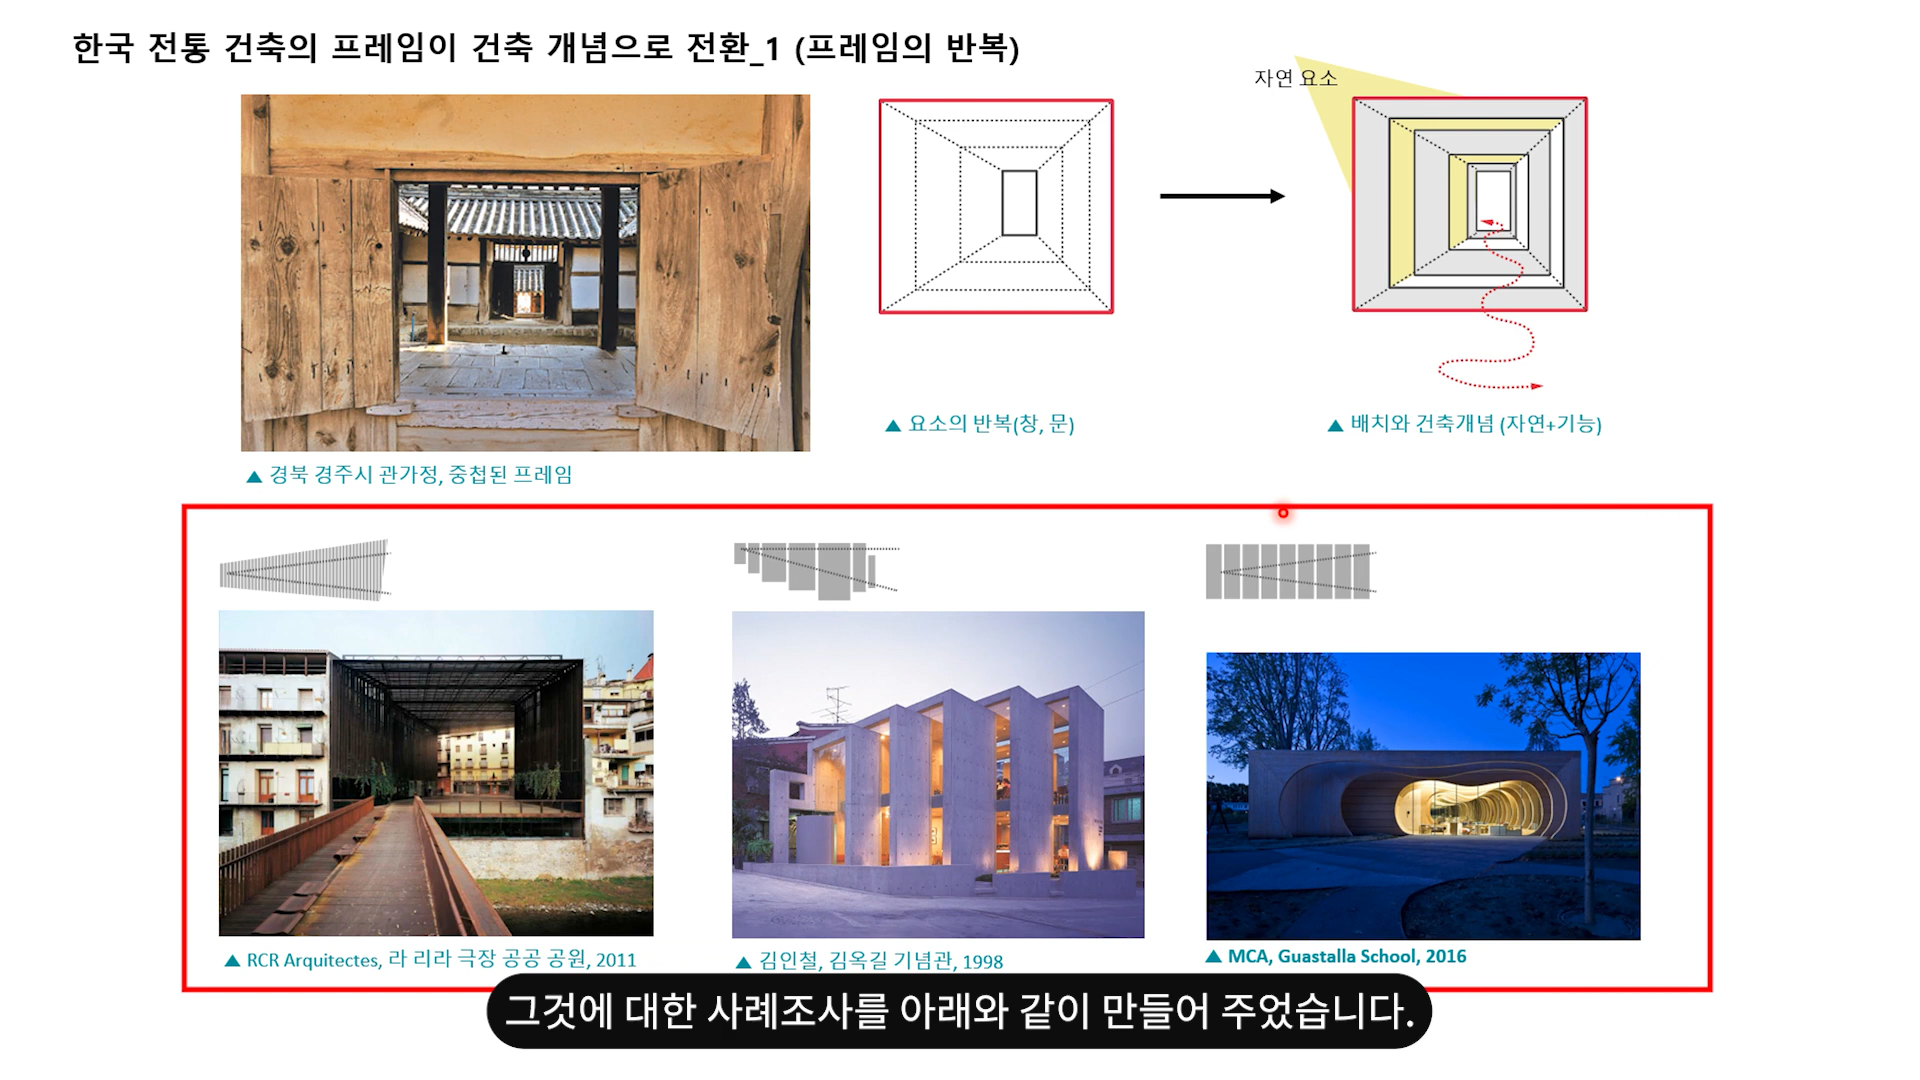 한국 전통 건축의 프레임이 건축 개념으로 전환_1 (프레임의 반복)
자연 요소
▲ 요소의 반복(창, 문)
▲ 배치와 건축개념 (자연+기능)
▲ 경북 경주시 관가정, 중첩된 프레임
▲ RCR Arquitectes, 라 리라 극장 공공 공원, 2011
▲ 김인철, 김옥길 기념관, 1998
▲ MCA, Guastalla School, 2016
그것에 대한 사례조사를 아래와 같이 만들어 주었습니다.